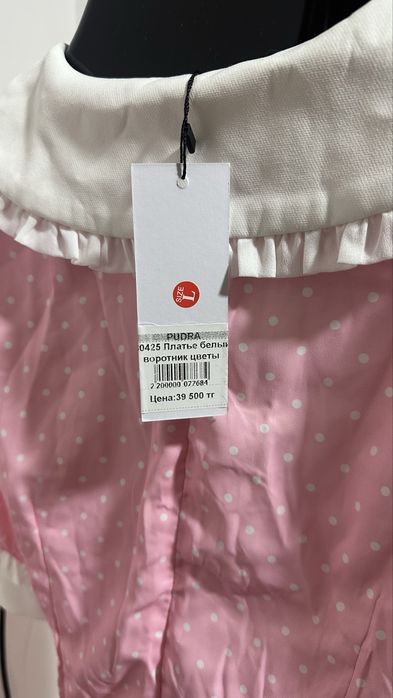 SIZE
L
PUDRA
0425 Платье белый
воротник цветы
2 200000 077684
Цена:39 500 тг